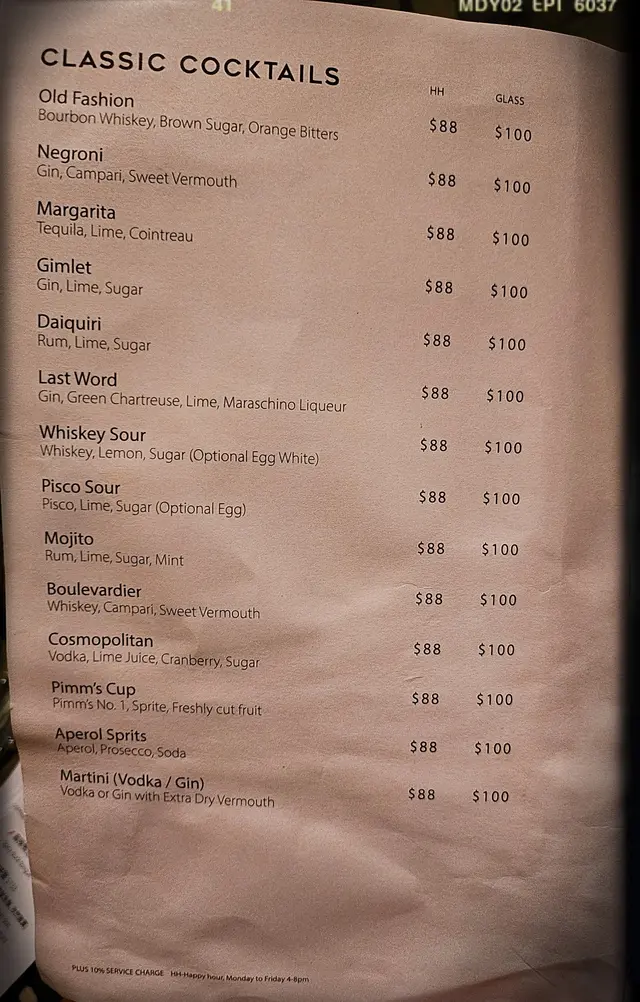 41
MDY02 EPI 6037
CLASSIC COCKTAILS
HH GLASS
Old Fashion
Bourbon Whiskey, Brown Sugar, Orange Bitters $88 $100
Negroni
Gin, Campari, Sweet Vermouth $88 $100
Margarita
Tequila, Lime, Cointreau $88 $100
Gimlet
Gin, Lime, Sugar $88 $100
Daiquiri
Rum, Lime, Sugar $88 $100
Last Word
Gin, Green Chartreuse, Lime, Maraschino Liqueur $88 $100
Whiskey Sour
Whiskey, Lemon, Sugar (Optional Egg White) $88 $100
Pisco Sour
Pisco, Lime, Sugar (Optional Egg) $88 $100
Mojito
Rum, Lime, Sugar, Mint $88 $100
Boulevardier
Whiskey, Campari, Sweet Vermouth $88 $100
Cosmopolitan
Vodka, Lime Juice, Cranberry, Sugar $88 $100
Pimm's Cup
Pimm's No. 1, Sprite, Freshly cut fruit $88 $100
Aperol Sprits
Aperol, Prosecco, Soda $88 $100
Martini (Vodka / Gin)
Vodka or Gin with Extra Dry Vermouth $88 $100
PLUS 10% SERVICE CHARGE HH-Happy hour, Monday to Friday 4-8pm